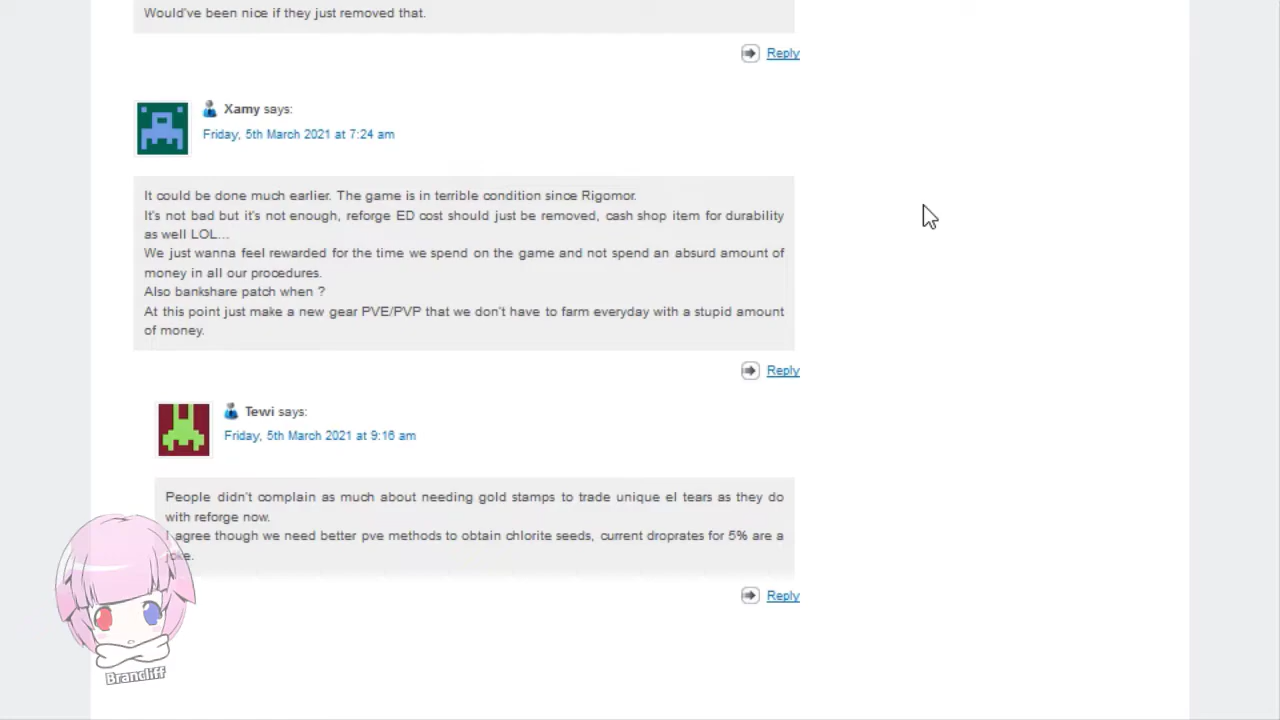 Would've been nice if they just removed that.
Reply
Xamy says:
Friday, 5th March 2021 at 7:24 am
It could be done much earlier. The game is in terrible condition since Rigomor.
It's not bad but it's not enough, reforge ED cost should just be removed, cash shop item for durability
as well LOL...
We just wanna feel rewarded for the time we spend on the game and not spend an absurd amount of
money in all our procedures.
Also bankshare patch when ?
At this point just make a new gear PVE/PVP that we don't have to farm everyday with a stupid amount
of money.
Reply
Tewi says:
Friday, 5th March 2021 at 9:16 am
People didn't complain as much about needing gold stamps to trade unique el tears as they do
with reforge now.
I agree though we need better pve methods to obtain chlorite seeds, current droprates for 5% are a
joke.
Reply
Brancliff